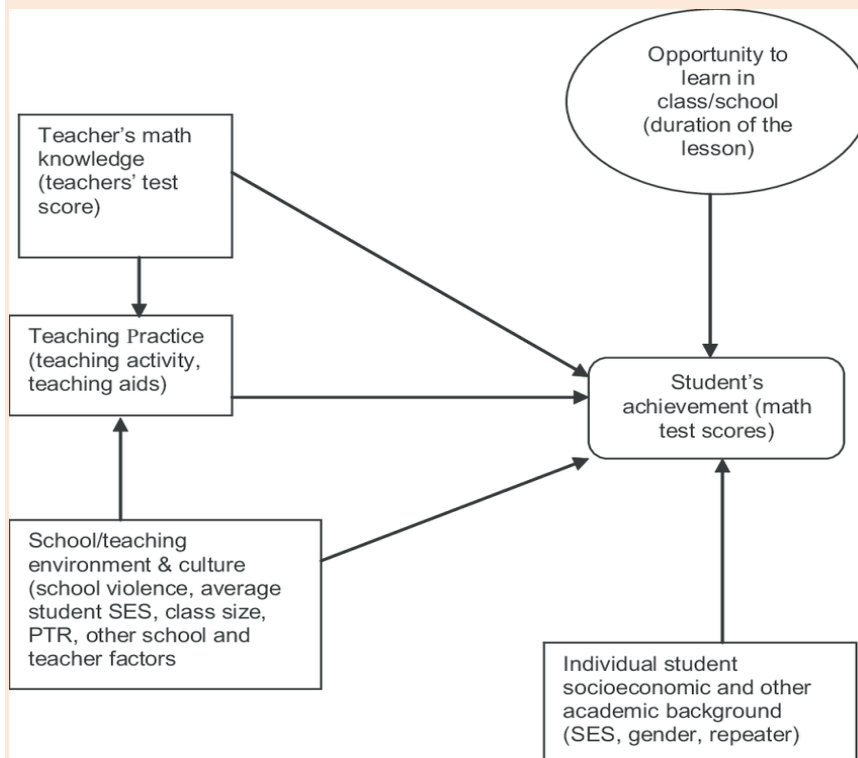 Opportunity to
learn in
class/school
(duration of the
lesson)
Teacher's math
knowledge
(teachers' test
score)
Teaching Practice
(teaching activity,
teaching aids)
Student's
achievement (math
test scores)
School/teaching
environment & culture
(school violence, average
student SES, class size,
PTR, other school and
teacher factors
Individual student
socioeconomic and other
academic background
(SES, gender, repeater)